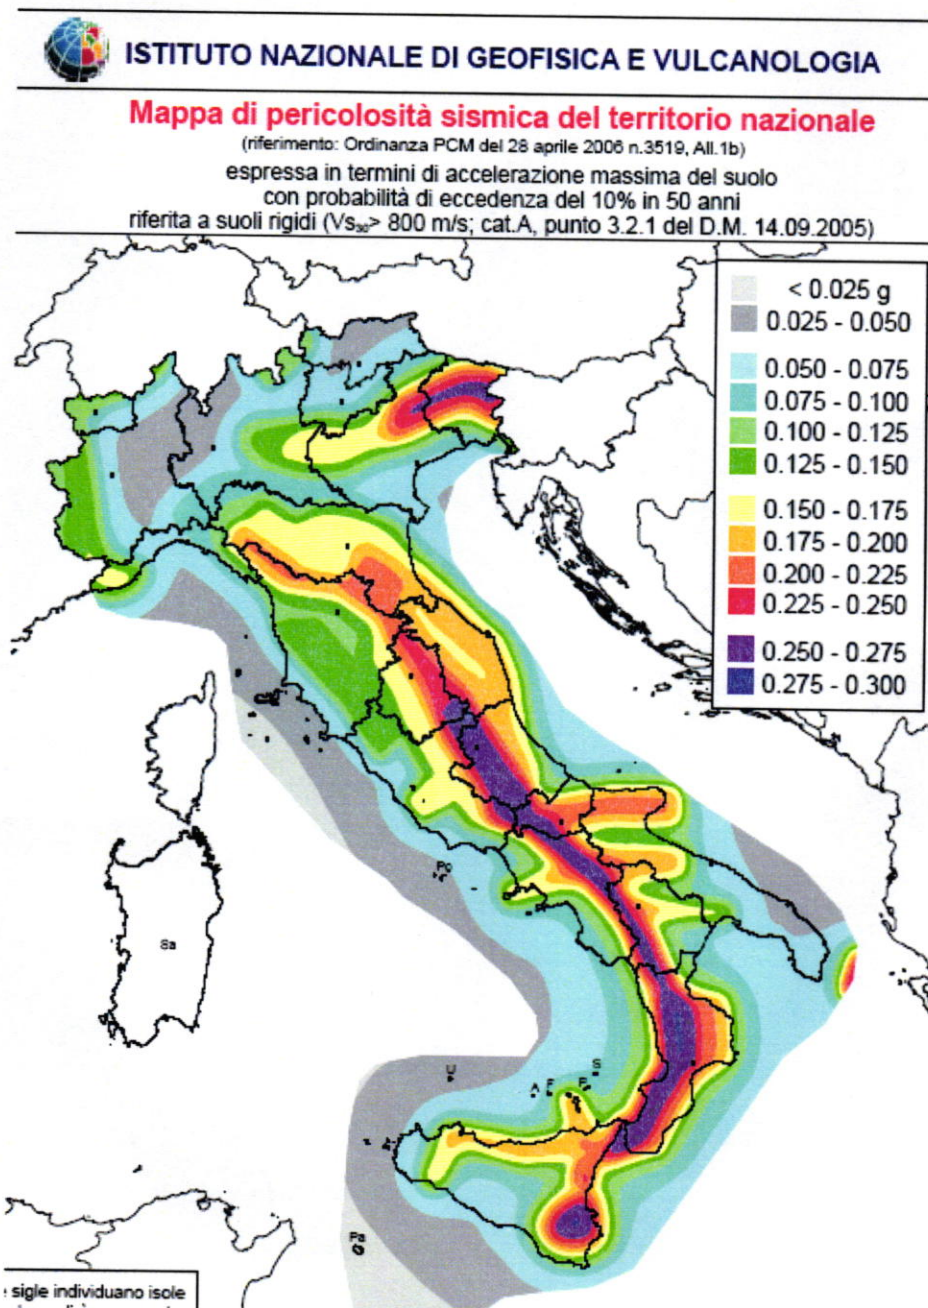 ISTITUTO NAZIONALE DI GEOFISICA E VULCANOLOGIA
Mappa di pericolosità sismica del territorio nazionale
(riferimento: Ordinanza PCM del 28 aprile 2006 n.3519, All.1b)
espressa in termini di accelerazione massima del suolo
con probabilità di eccedenza del 10% in 50 anni
riferita a suoli rigidi (Vs₃₀> 800 m/s; cat.A, punto 3.2.1 del D.M. 14.09.2005)
< 0.025 g
0.025 - 0.050
0.050 - 0.075
0.075 - 0.100
0.100 - 0.125
0.125 - 0.150
0.150 - 0.175
0.175 - 0.200
0.200 - 0.225
0.225 - 0.250
0.250 - 0.275
0.275 - 0.300
Po
Sa
U
A
F
P
S
Pa
sigle individuano isole